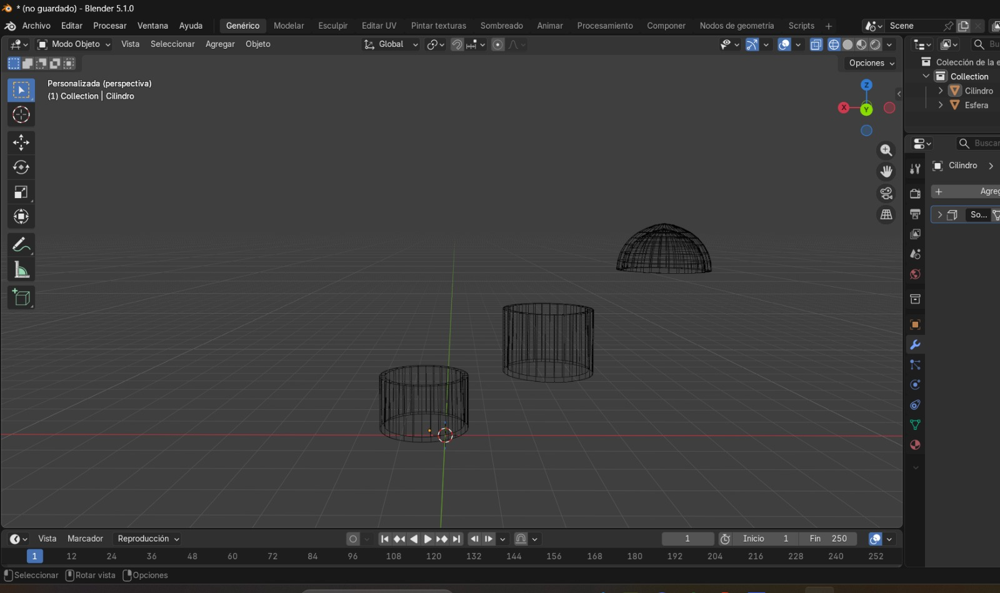 * (no guardado) - Blender 5.1.0
Archivo Editar Procesar Ventana Ayuda Genérico Modelar Esculpir Editar UV Pintar texturas Sombreado Animar Procesamiento Componer Nodos de geometría Scripts + Scene
Modo Objeto Vista Seleccionar Agregar Objeto Global
Opciones
Colección de la e
Personalizada (perspectiva)
(1) Collection | Cilindro
Collection
Cilindro
Esfera
Z
X
Y
Buscar
Cilindro
Agreg
So...
Vista Marcador Reproducción 1 Inicio 1 Fin 250
1 12 24 36 48 60 72 84 96 108 120 132 144 156 168 180 192 204 216 228 240 252
Seleccionar Rotar vista Opciones